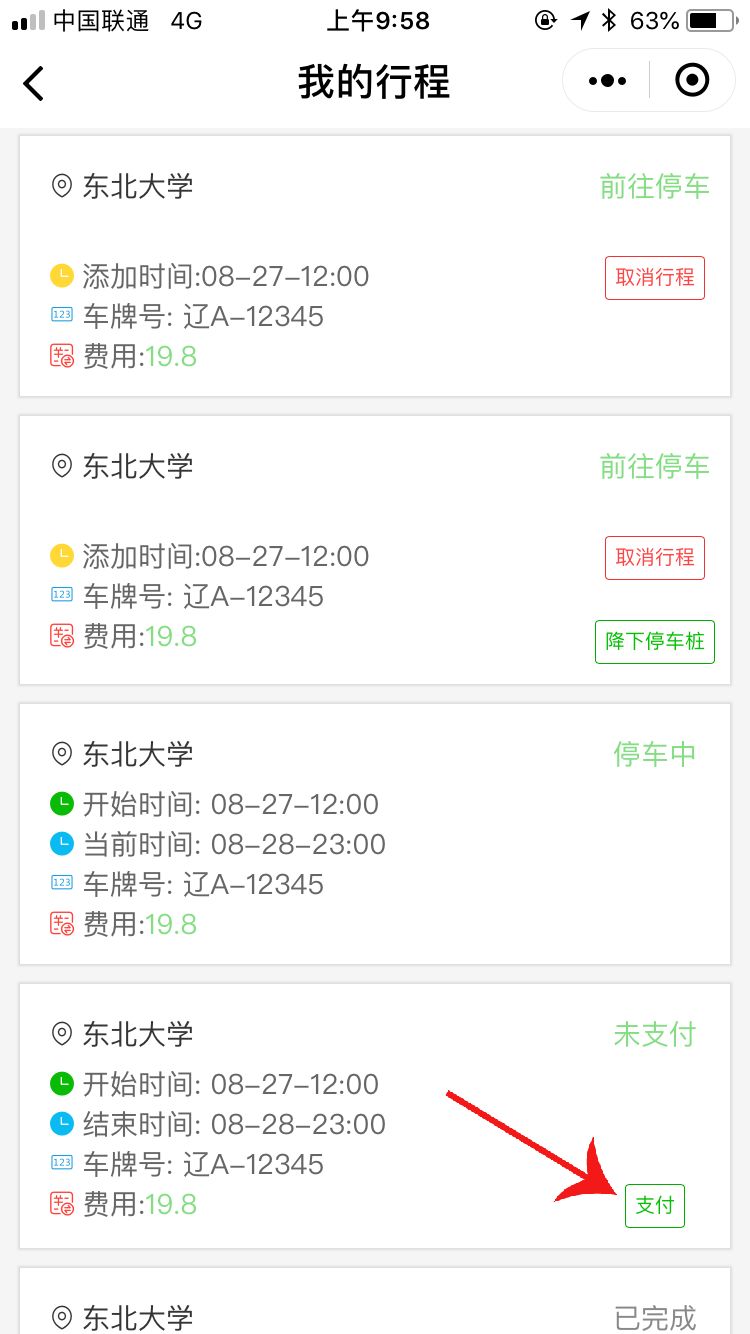 中国联通 4G 上午9:58 63%
我的行程
东北大学 前往停车
添加时间:08-27-12:00 取消行程
123 车牌号: 辽A-12345
费用:19.8
东北大学 前往停车
添加时间:08-27-12:00 取消行程
123 车牌号: 辽A-12345
费用:19.8 降下停车桩
东北大学 停车中
开始时间: 08-27-12:00
当前时间: 08-28-23:00
123 车牌号: 辽A-12345
费用:19.8
东北大学 未支付
开始时间: 08-27-12:00
结束时间: 08-28-23:00
123 车牌号: 辽A-12345
费用:19.8 支付
东北大学 已完成